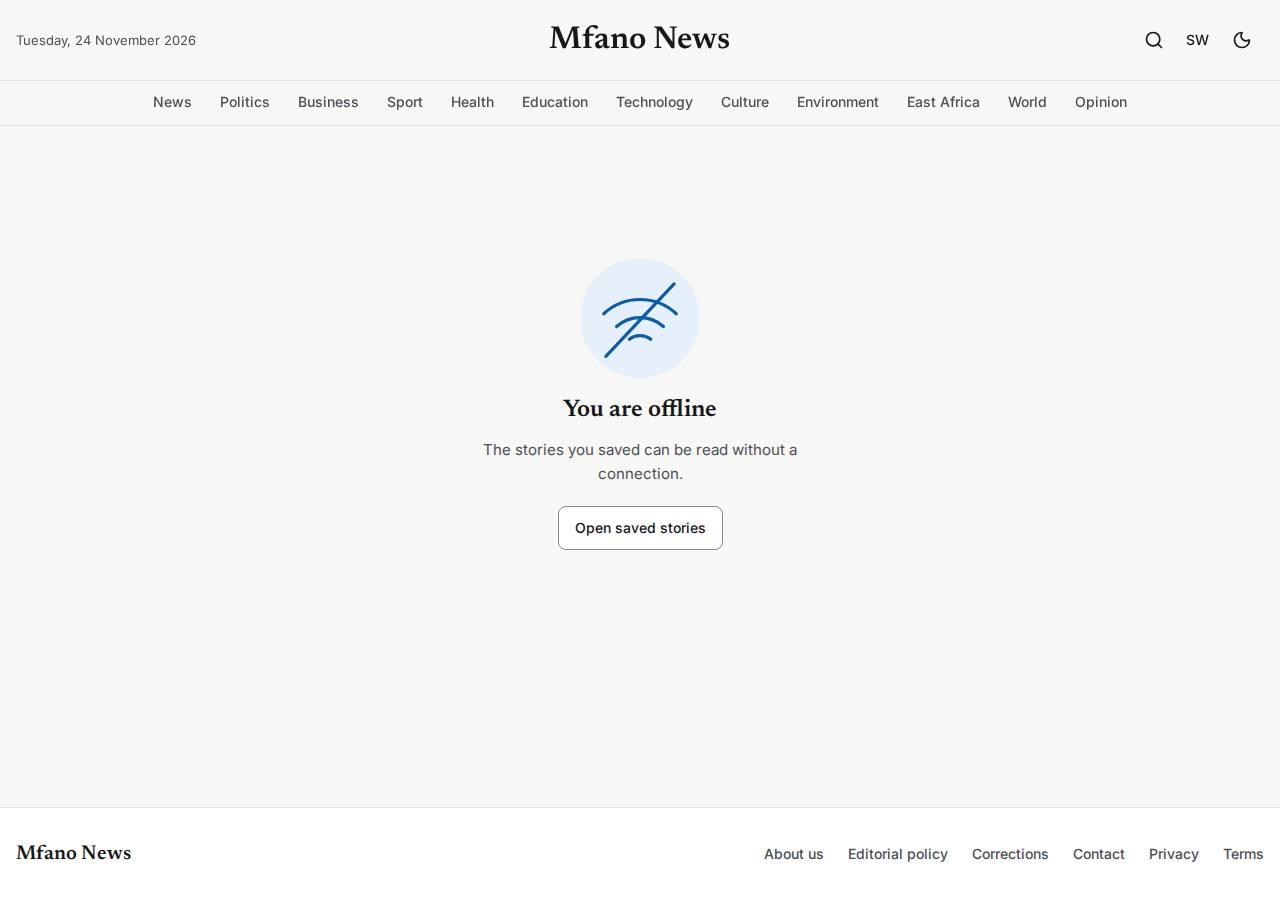 Tuesday, 24 November 2026
Mfano News
SW
News Politics Business Sport Health Education Technology Culture Environment East Africa World Opinion
You are offline
The stories you saved can be read without a
connection.
Open saved stories
Mfano News
About us Editorial policy Corrections Contact Privacy Terms